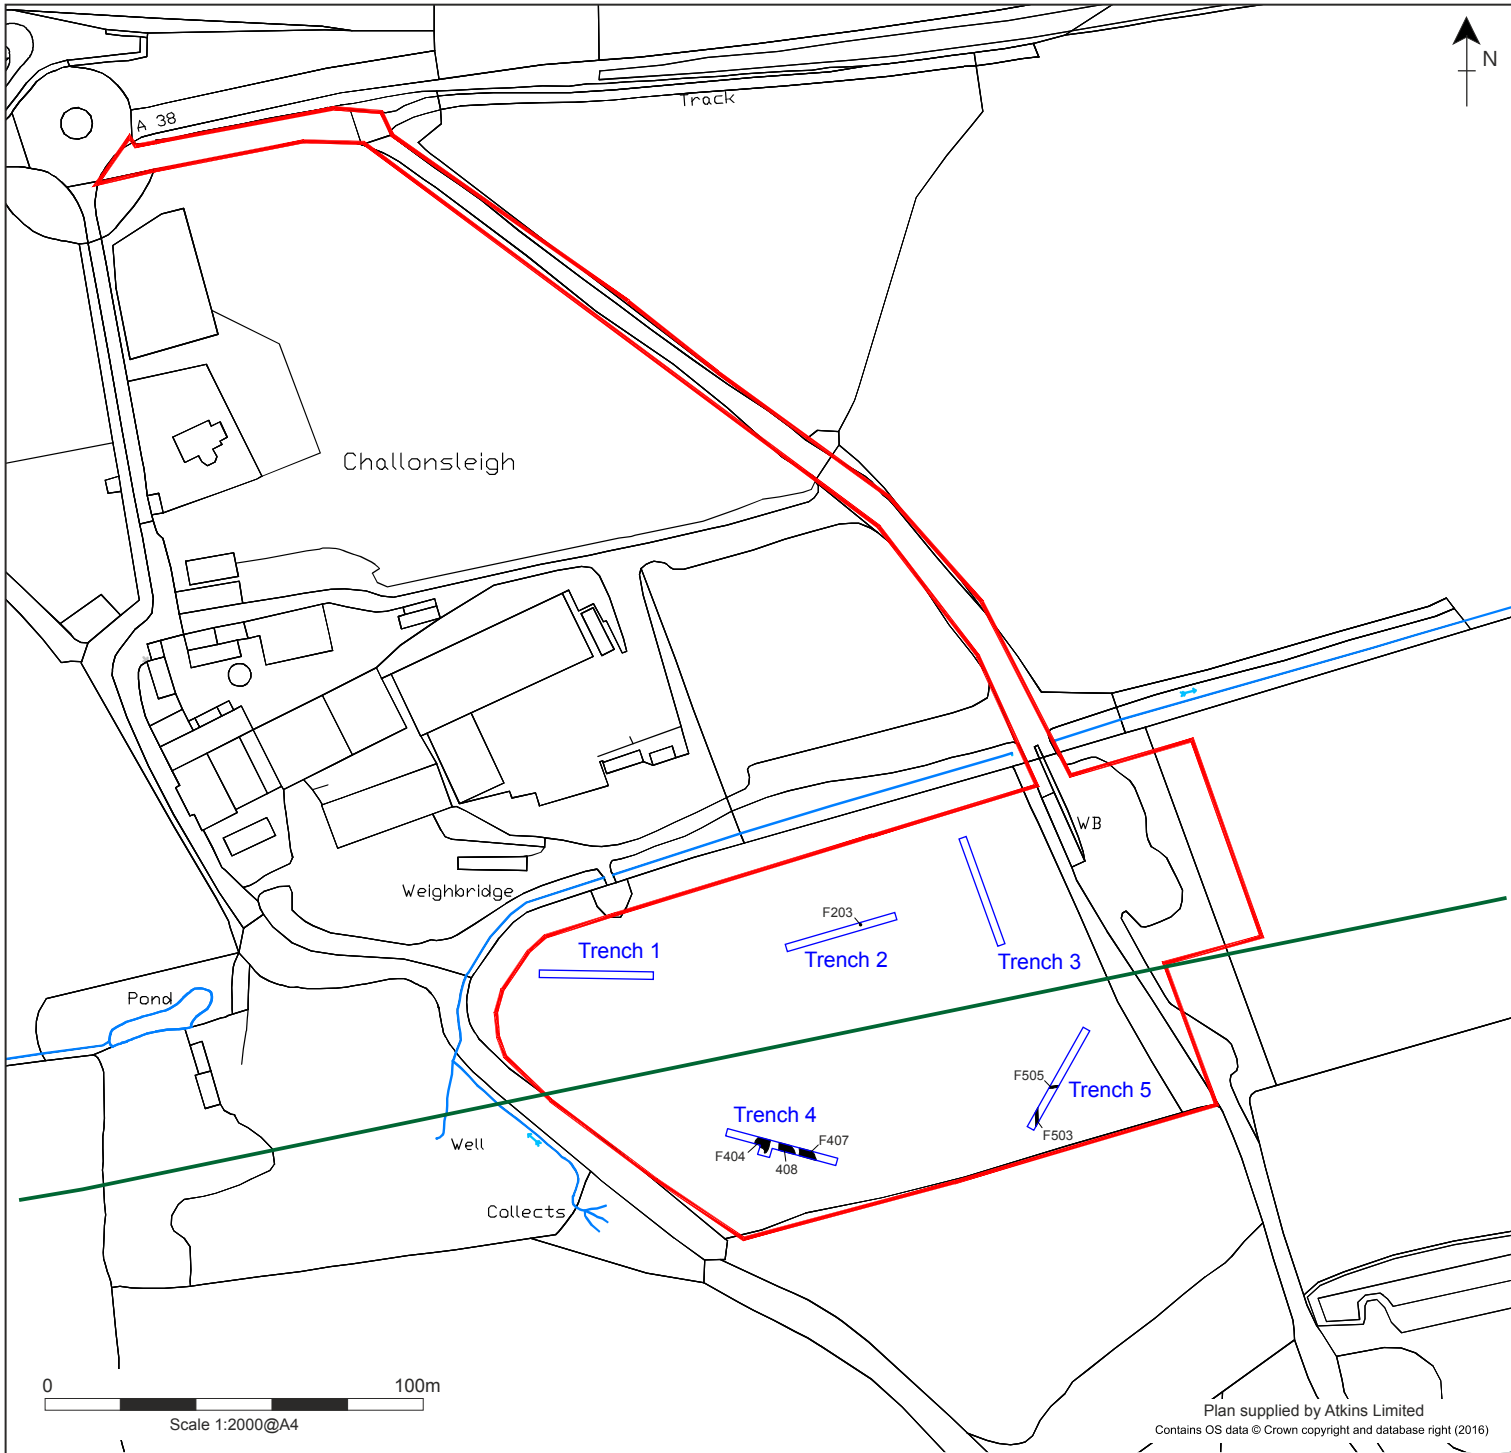 N
A 38
Track
Challonsleigh
WB
Weighbridge
F203
Trench 1
Trench 2
Trench 3
Pond
F505
Trench 5
Trench 4
F407
F503
Well
F404
408
Collects
0 100m
Scale 1:2000@A4
Plan supplied by Atkins Limited
Contains OS data © Crown copyright and database right (2016)